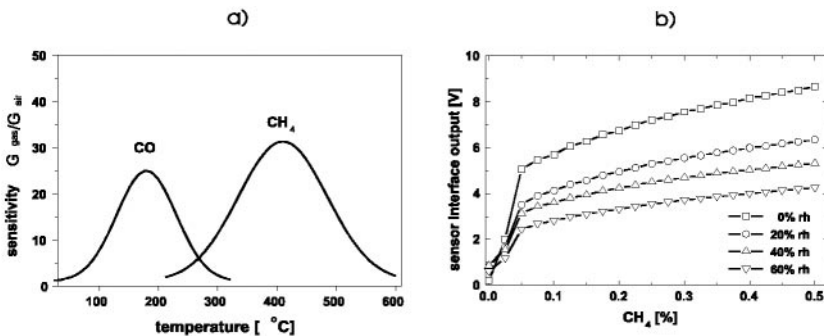 a)
50
40
30
20
10
0
sensitivity G gas/G air
CO
CH4
100 200 300 400 500 600
temperature [ °C]
b)
10
8
6
4
2
0
sensor Interface output [V]
0% rh
20% rh
40% rh
60% rh
0.0 0.1 0.2 0.3 0.4 0.5
CH4 [%]